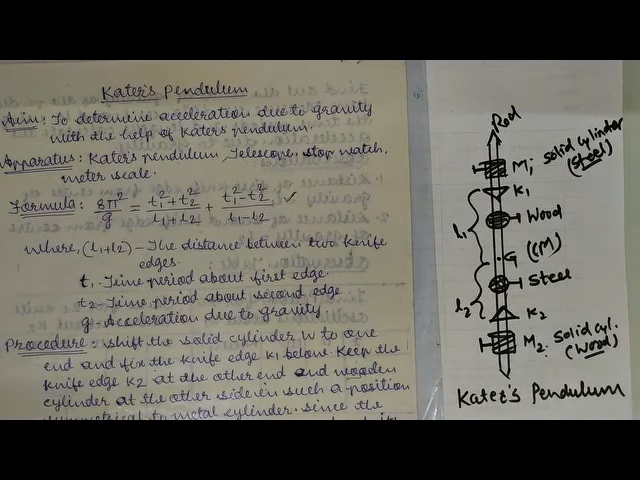 Kater's Pendulum
Aim: To determine acceleration due to gravity
with the help of Kater's pendulum.
Apparatus: Kater's pendulum, Telescope, stop watch,
meter scale.
Formula: 8π²/g = (t₁²+t₂²)/(l₁+l₂) + (t₁²-t₂²)/(l₁-l₂) ✓
Where, (l₁+l₂) – The distance between two knife
edges.
t₁ - Time period about first edge.
t₂ - Time period about second edge
g - Acceleration due to gravity
Procedure: Shift the solid cylinder W to one
end and fix the knife edge K₁ below. Keep the
knife edge K₂ at the other end and wooden
cylinder at the other side in such a position
symmetrical to metal cylinder. Since the
Rod
M₁ solid cylinder
(Steel)
K₁
Wood
l₁
G (CM)
Steel
l₂
K₂
M₂ solid cyl.
(Wood)
Kater's Pendulum